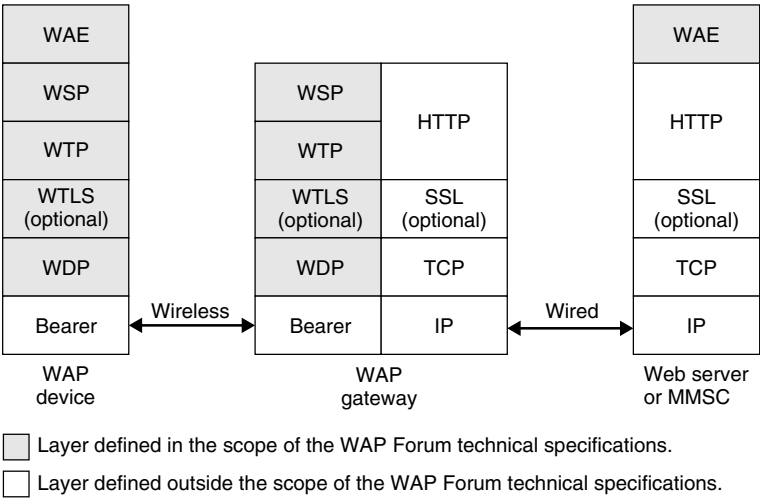 WAE
WSP
WTP
WTLS
(optional)
WDP
Bearer
WAP
device
Wireless
WSP
WTP
WTLS
(optional)
WDP
Bearer
HTTP
SSL
(optional)
TCP
IP
WAP
gateway
Wired
WAE
HTTP
SSL
(optional)
TCP
IP
Web server
or MMSC
Layer defined in the scope of the WAP Forum technical specifications.
Layer defined outside the scope of the WAP Forum technical specifications.